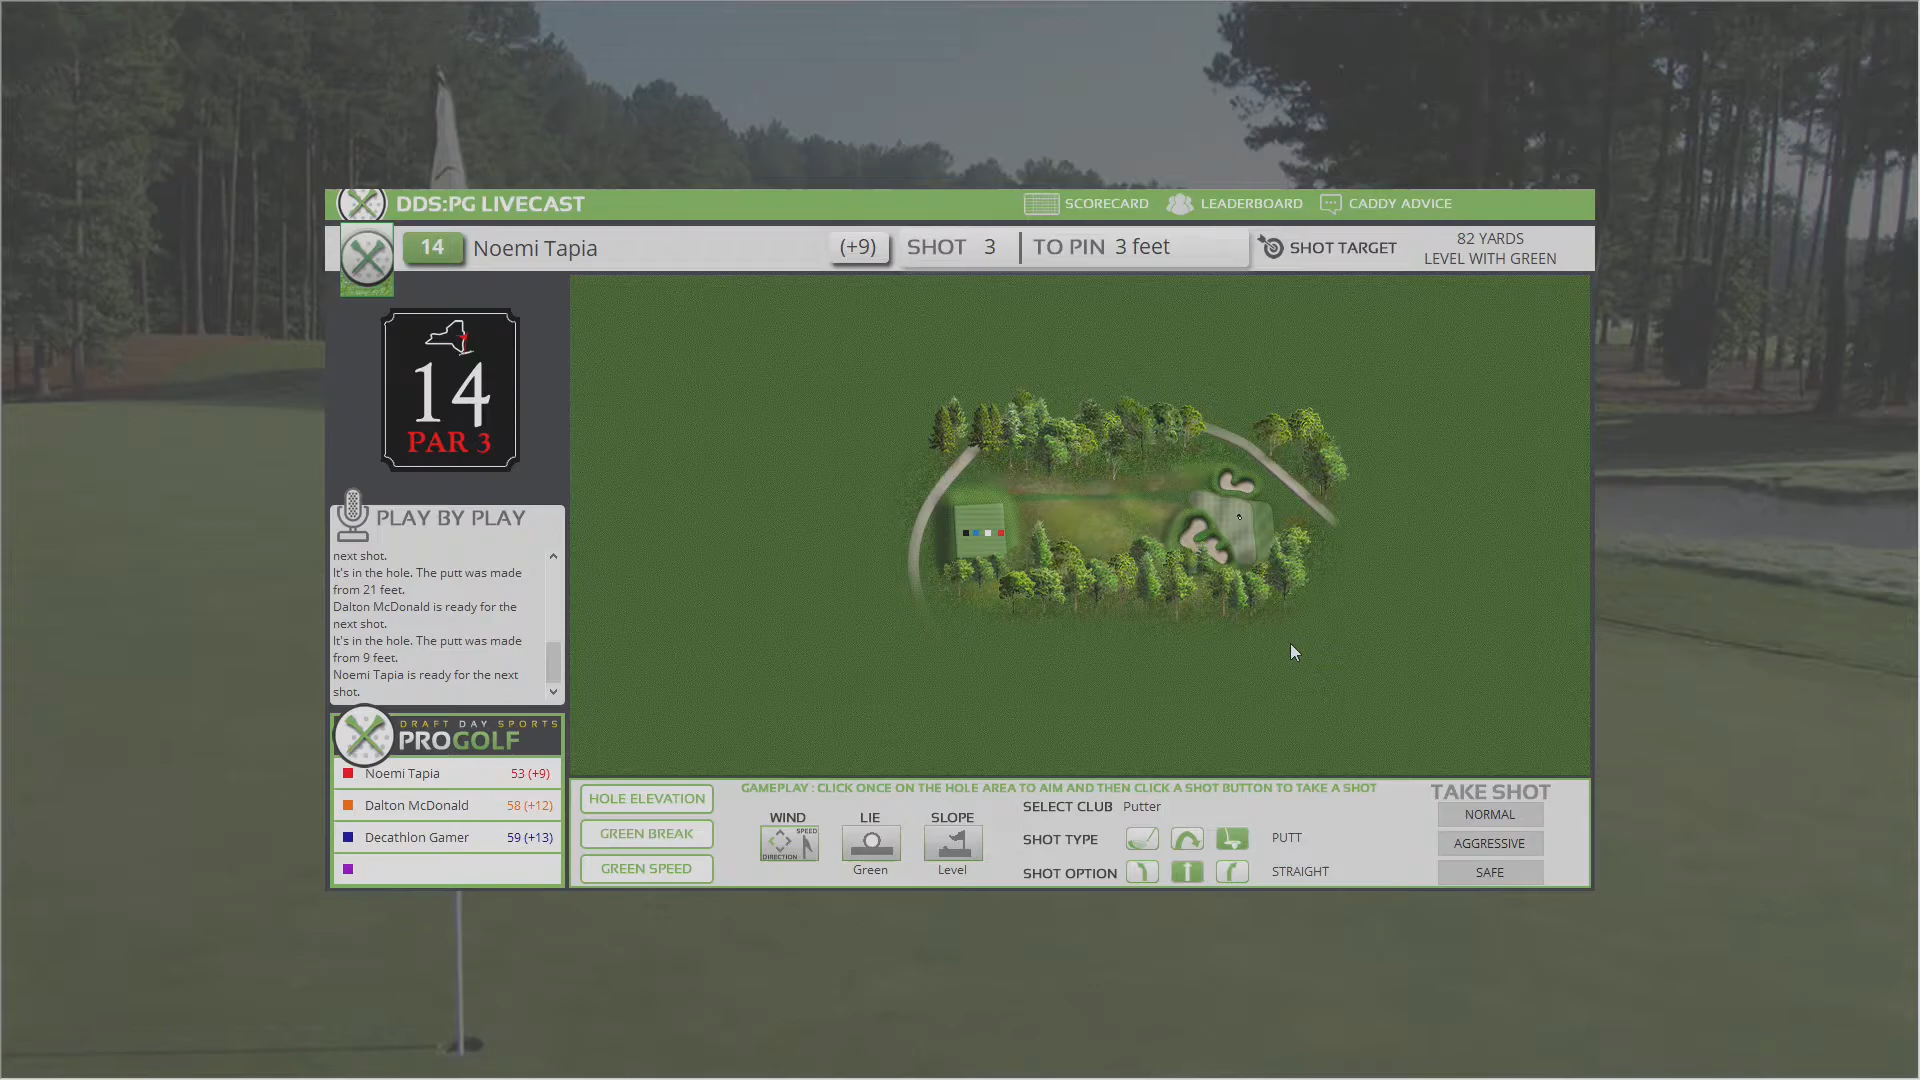 DDS:PG LIVECAST
SCORECARD
LEADERBOARD
CADDY ADVICE
14
Noemi Tapia
(+9)
SHOT 3
TO PIN 3 feet
SHOT TARGET
82 YARDS
LEVEL WITH GREEN
14
PAR 3
PLAY BY PLAY
next shot.
It's in the hole. The putt was made
from 21 feet.
Dalton McDonald is ready for the
next shot.
It's in the hole. The putt was made
from 9 feet.
Noemi Tapia is ready for the next
shot.
DRAFT DAY SPORTS
PROGOLF
Noemi Tapia 53 (+9)
Dalton McDonald 58 (+12)
Decathlon Gamer 59 (+13)
HOLE ELEVATION
GREEN BREAK
GREEN SPEED
GAMEPLAY : CLICK ONCE ON THE HOLE AREA TO AIM AND THEN CLICK A SHOT BUTTON TO TAKE A SHOT
WIND
SPEED
DIRECTION
LIE
Green
SLOPE
Level
SELECT CLUB Putter
SHOT TYPE PUTT
SHOT OPTION STRAIGHT
TAKE SHOT
NORMAL
AGGRESSIVE
SAFE